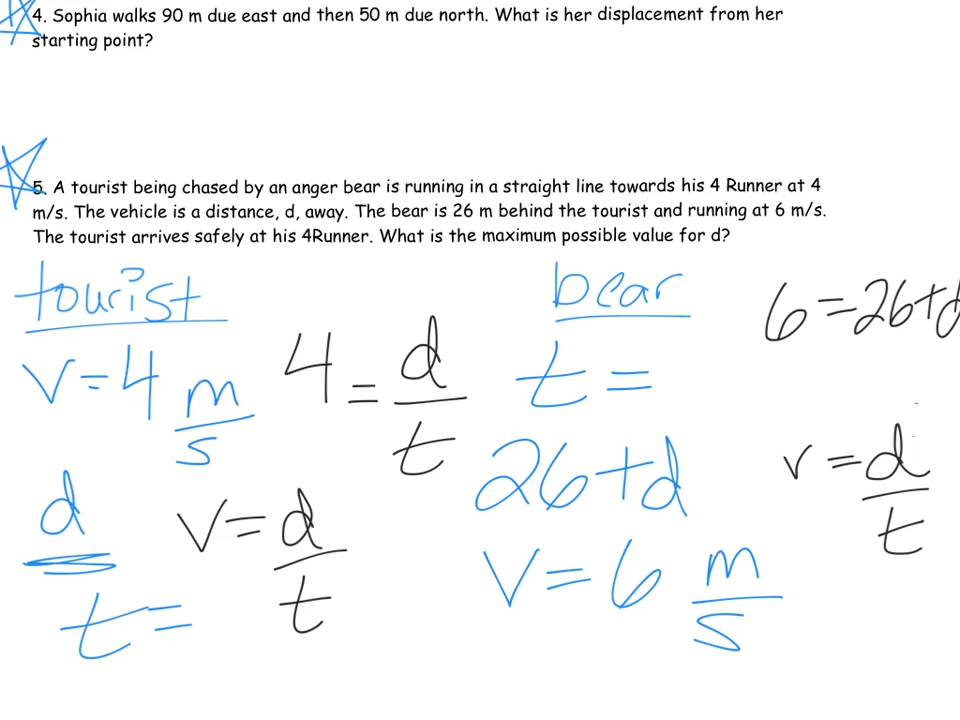 4. Sophia walks 90 m due east and then 50 m due north. What is her displacement from her
starting point?
5. A tourist being chased by an anger bear is running in a straight line towards his 4 Runner at 4
m/s. The vehicle is a distance, d, away. The bear is 26 m behind the tourist and running at 6 m/s.
The tourist arrives safely at his 4Runner. What is the maximum possible value for d?
tourist
v=4 m/s
4=d/t
d
v=d/t
t=
bear
t=
26+d
v=6 m/s
6=26+d
v=d/t